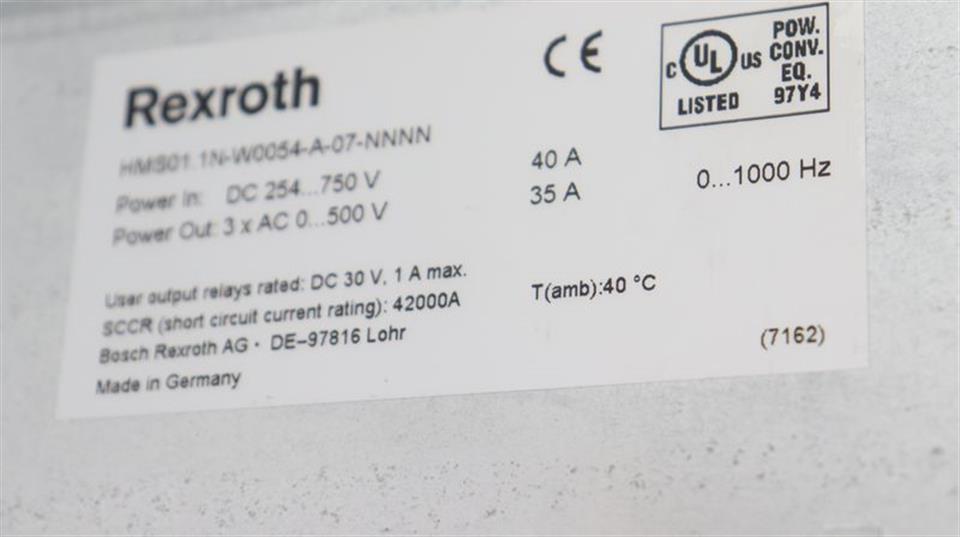 Rexroth
CE
C UL US LISTED
POW.
CONV.
EQ.
97Y4
HMS01.1N-W0054-A-07-NNNN
Power In: DC 254...750 V 40 A
Power Out: 3 x AC 0...500 V 35 A 0...1000 Hz
User output relays rated: DC 30 V, 1 A max.
SCCR (short circuit current rating): 42000A T(amb):40 °C
Bosch Rexroth AG · DE–97816 Lohr
Made in Germany (7162)